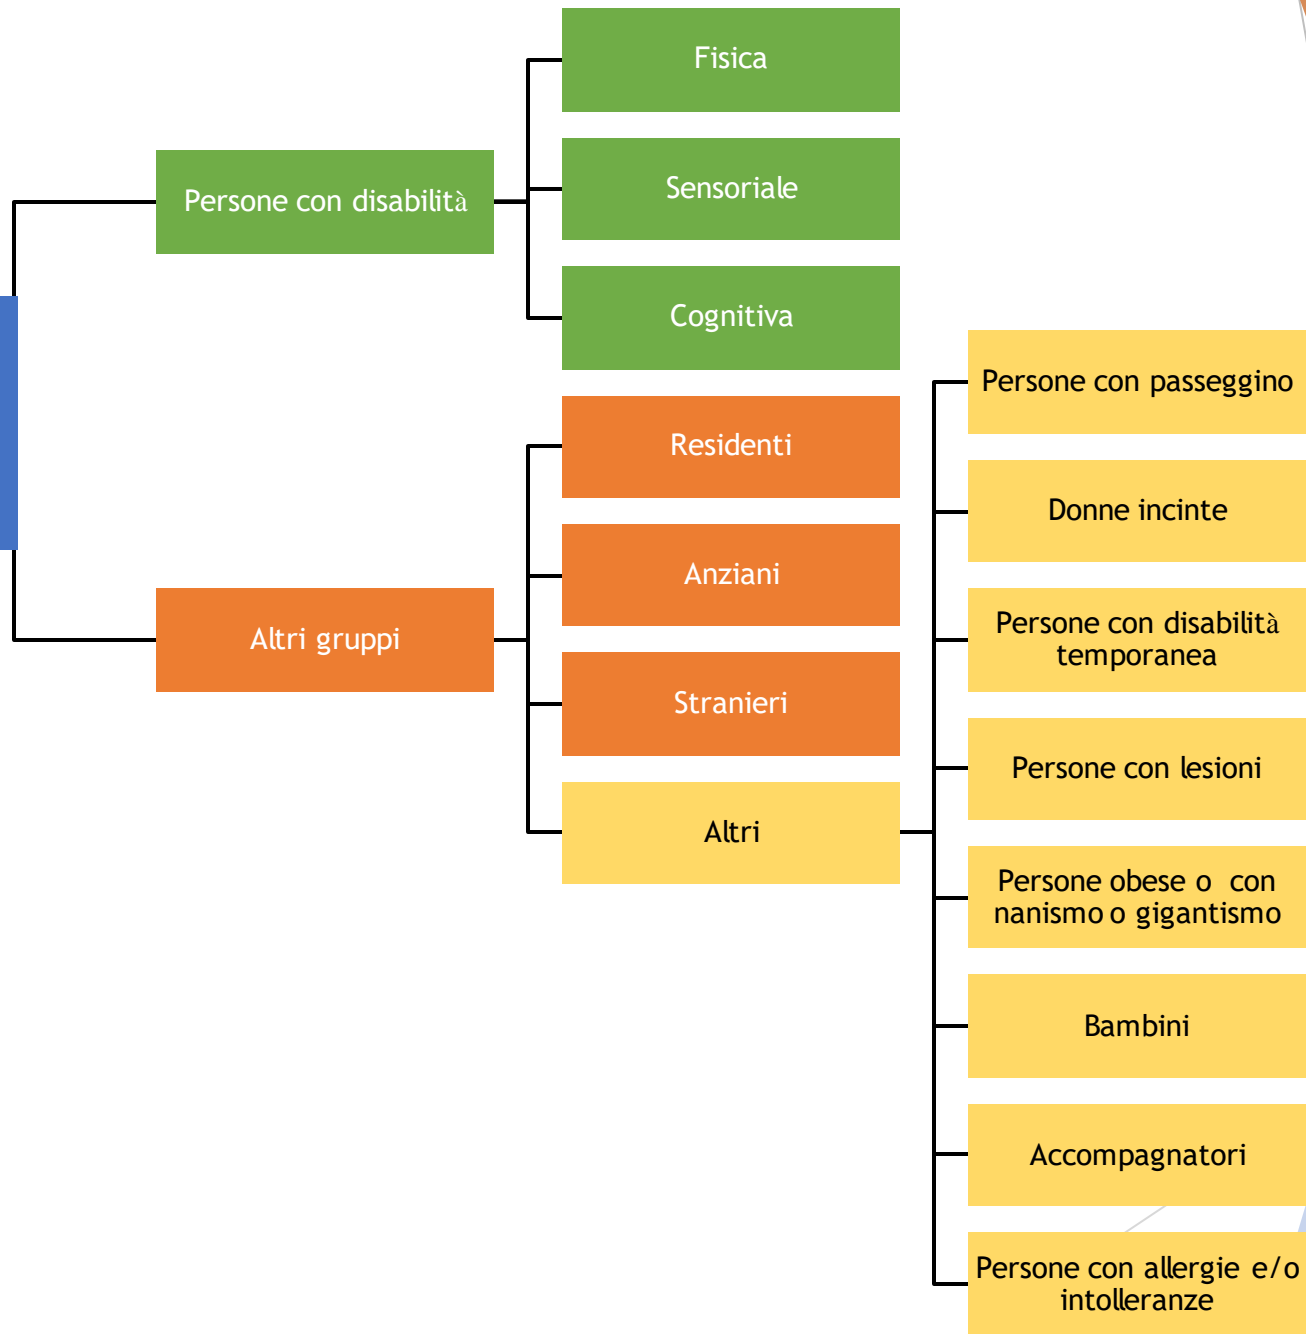 Fisica
Persone con disabilità
Sensoriale
Cognitiva
Altri gruppi
Residenti
Anziani
Stranieri
Altri
Persone con passeggino
Donne incinte
Persone con disabilità
temporanea
Persone con lesioni
Persone obese o con
nanismo o gigantismo
Bambini
Accompagnatori
Persone con allergie e/o
intolleranze